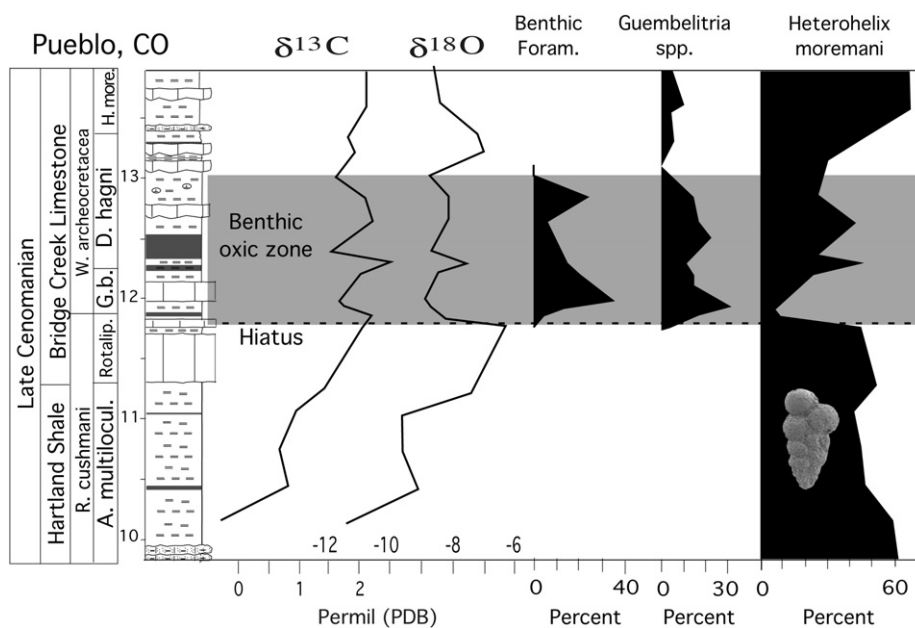 Pueblo, CO
δ13C
δ18O
Benthic
Foram.
Guembelitria
spp.
Heterohelix
moremani
Late Cenomanian
Hartland Shale
Bridge Creek Limestone
R. cushmani
W. archeocretacea
A. multilocul.
Rotalip.
G.b.
D. hagni
H. more.
13
12
11
10
Benthic
oxic zone
Hiatus
-12 -10 -8 -6
0 1 2
0 40
0 30
0 60
Permil (PDB)
Percent
Percent
Percent